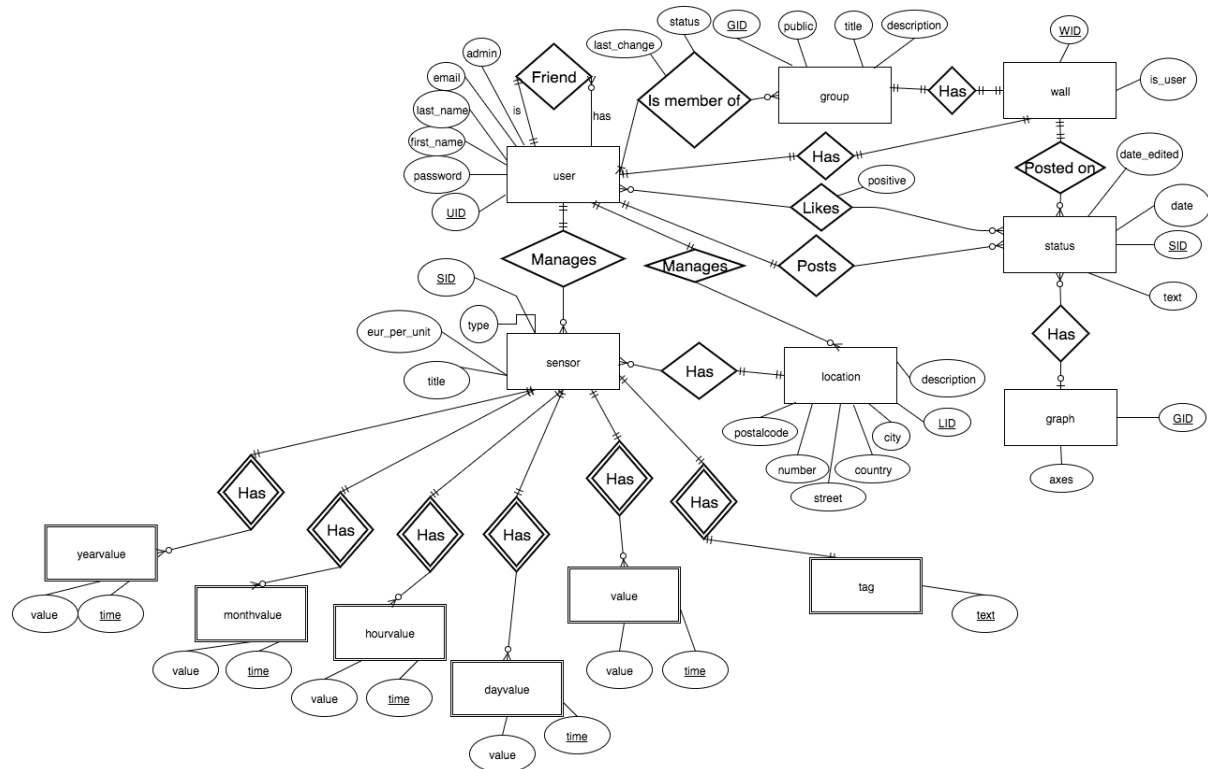 status
GID
public
title
description
WID
last_change
admin
email
Friend
Is member of
group
Has
wall
is_user
last_name
is
has
first_name
user
Has
Posted on
date_edited
password
positive
Likes
date
UID
Manages
Manages
Posts
status
SID
SID
text
type
eur_per_unit
Has
title
sensor
Has
location
description
graph
GID
postalcode
city
LID
number
country
axes
street
Has
Has
Has
Has
Has
Has
yearvalue
monthvalue
hourvalue
value
tag
value
time
value
time
text
value
time
value
time
dayvalue
value
time